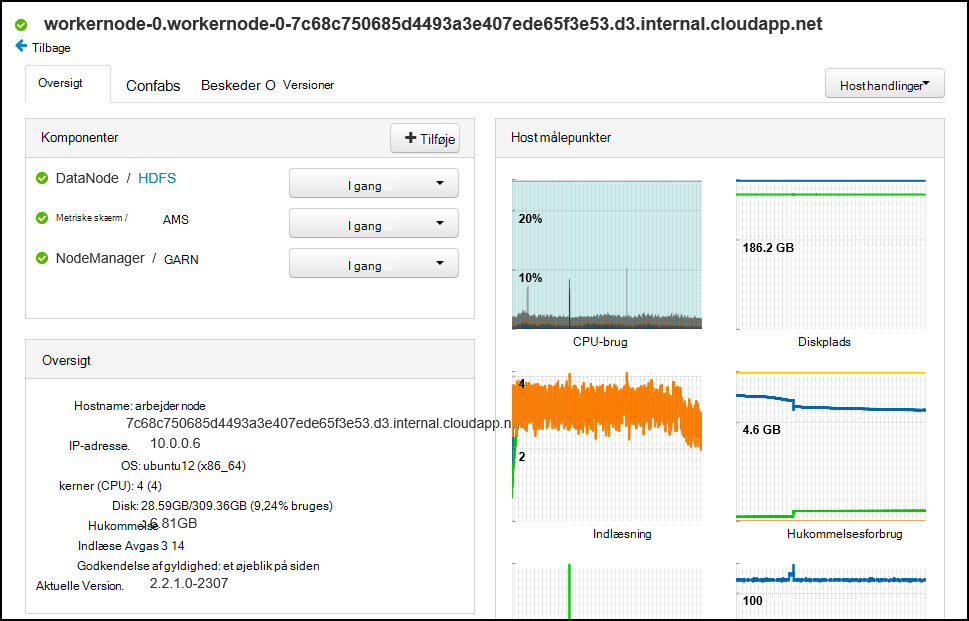 workernode-0.workernode-0-7c68c750685d4493a3e407ede65f3e53.d3.internal.cloudapp.net
Tilbage
Oversigt Confabs Beskeder O Versioner
Host handlinger
Komponenter
Tilføje
DataNode / HDFS I gang
Metriske skærm / AMS I gang
NodeManager / GARN I gang
Oversigt
Hostname: arbejder node
7c68c750685d4493a3e407ede65f3e53.d3.internal.cloudapp.n
IP-adresse. 10.0.0.6
OS: ubuntu12 (x86_64)
kerner (CPU): 4 (4)
Disk: 28.59GB/309.36GB (9,24% bruges)
Hukommelse 6.81GB
Indlæse Avgas 3 14
Godkendelse af gyldighed: et øjeblik på siden
Aktuelle Version. 2.2.1.0-2307
Host målepunkter
20%
10%
CPU-brug
186.2 GB
Diskplads
4
2
Indlæsning
4.6 GB
Hukommelsesforbrug
100